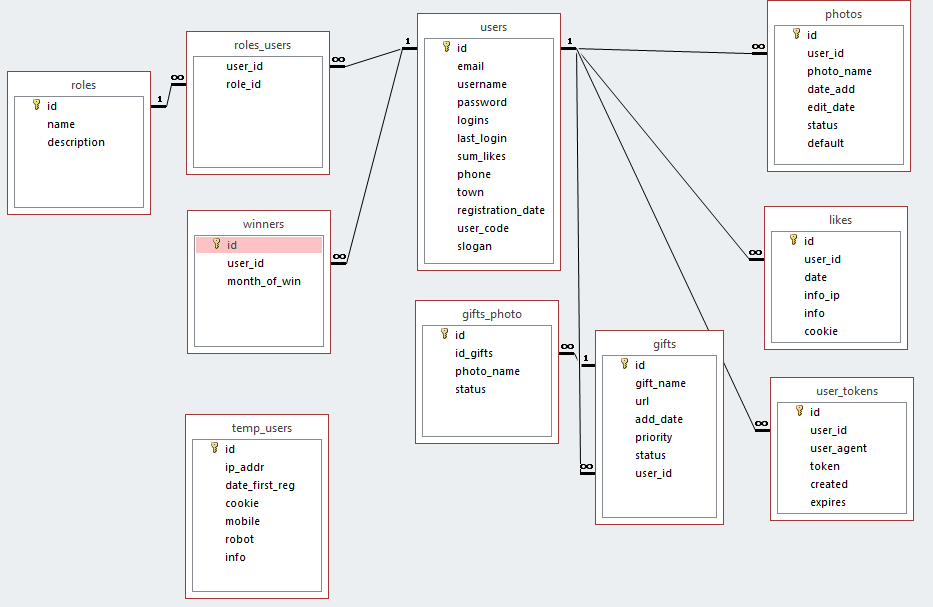 roles
id
name
description
roles_users
user_id
role_id
winners
id
user_id
month_of_win
temp_users
id
ip_addr
date_first_reg
cookie
mobile
robot
info
users
id
email
username
password
logins
last_login
sum_likes
phone
town
registration_date
user_code
slogan
gifts_photo
id
id_gifts
photo_name
status
gifts
id
gift_name
url
add_date
priority
status
user_id
photos
id
user_id
photo_name
date_add
edit_date
status
default
likes
id
user_id
date
info_ip
info
cookie
user_tokens
id
user_id
user_agent
token
created
expires
1
∞
∞
1
∞
1
∞
∞
∞
∞
1
∞